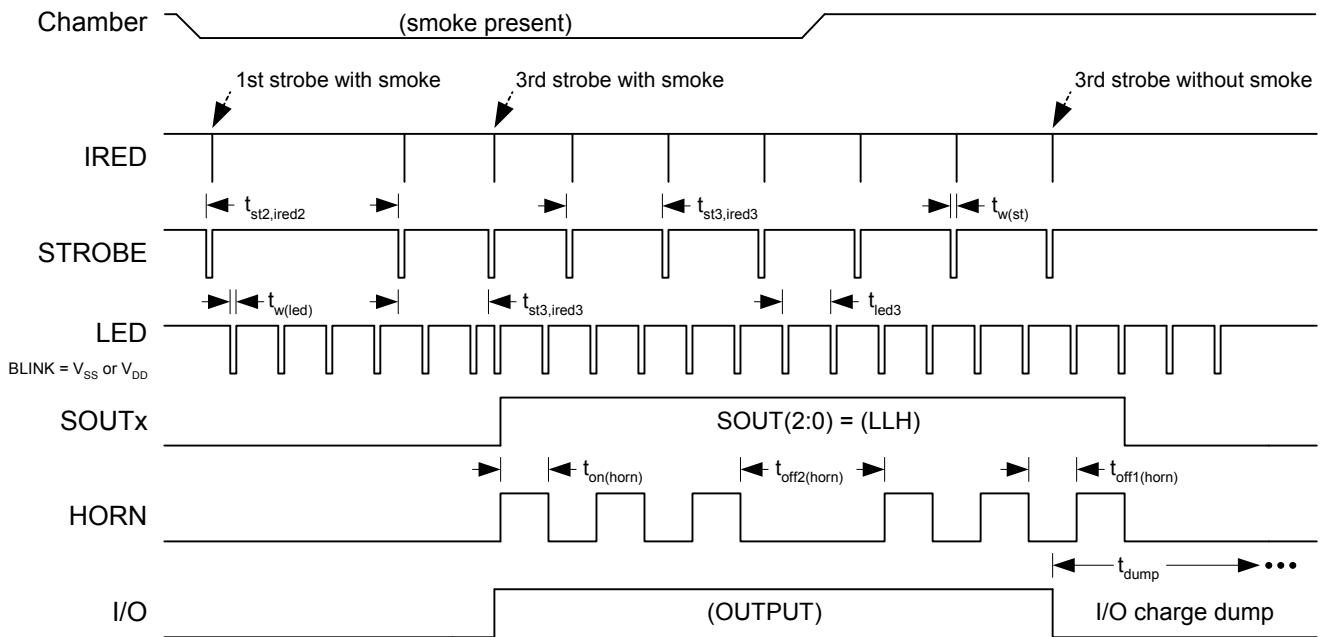 Chamber
(smoke present)
1st strobe with smoke
3rd strobe with smoke
3rd strobe without smoke
IRED
t_st2,ired2
t_st3,ired3
t_w(st)
STROBE
t_w(led)
t_st3,ired3
t_led3
LED
BLINK = V_SS or V_DD
SOUTx
SOUT(2:0) = (LLH)
t_on(horn)
t_off2(horn)
t_off1(horn)
HORN
t_dump
•••
I/O
(OUTPUT)
I/O charge dump